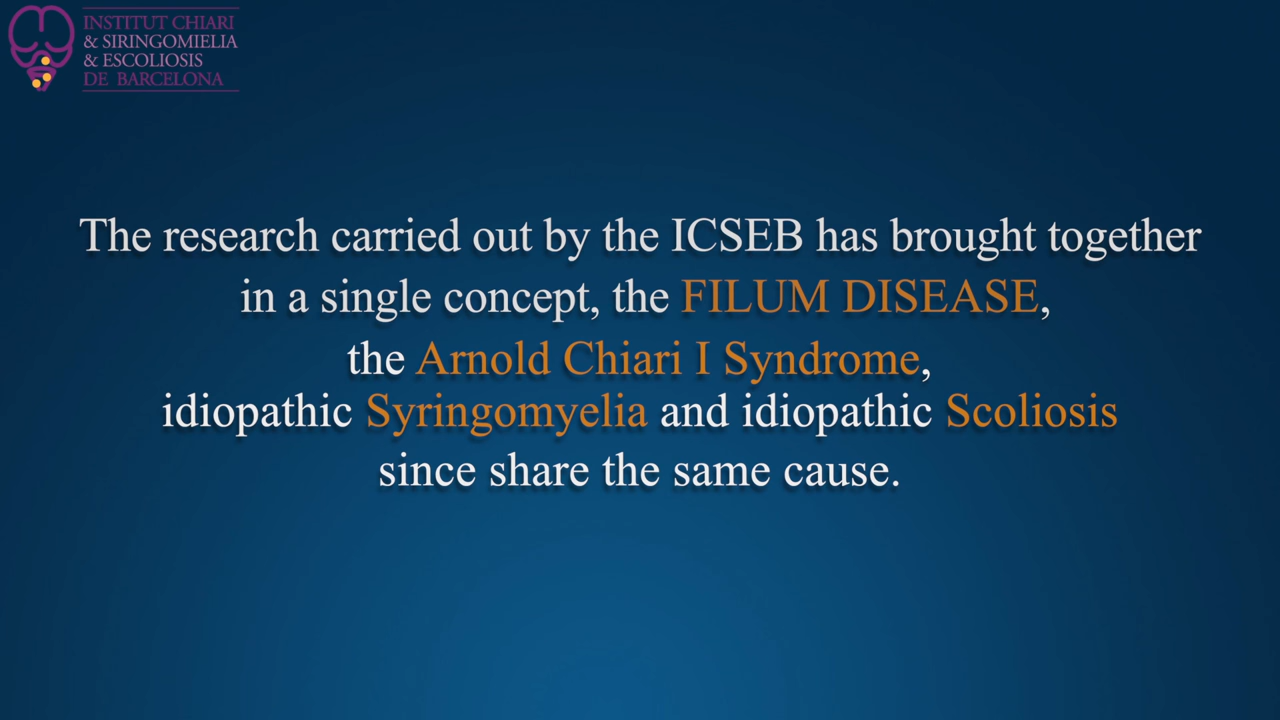 INSTITUT CHIARI
& SIRINGOMIELIA
& ESCOLIOSIS
DE BARCELONA
The research carried out by the ICSEB has brought together
in a single concept, the FILUM DISEASE,
the Arnold Chiari I Syndrome,
idiopathic Syringomyelia and idiopathic Scoliosis
since share the same cause.